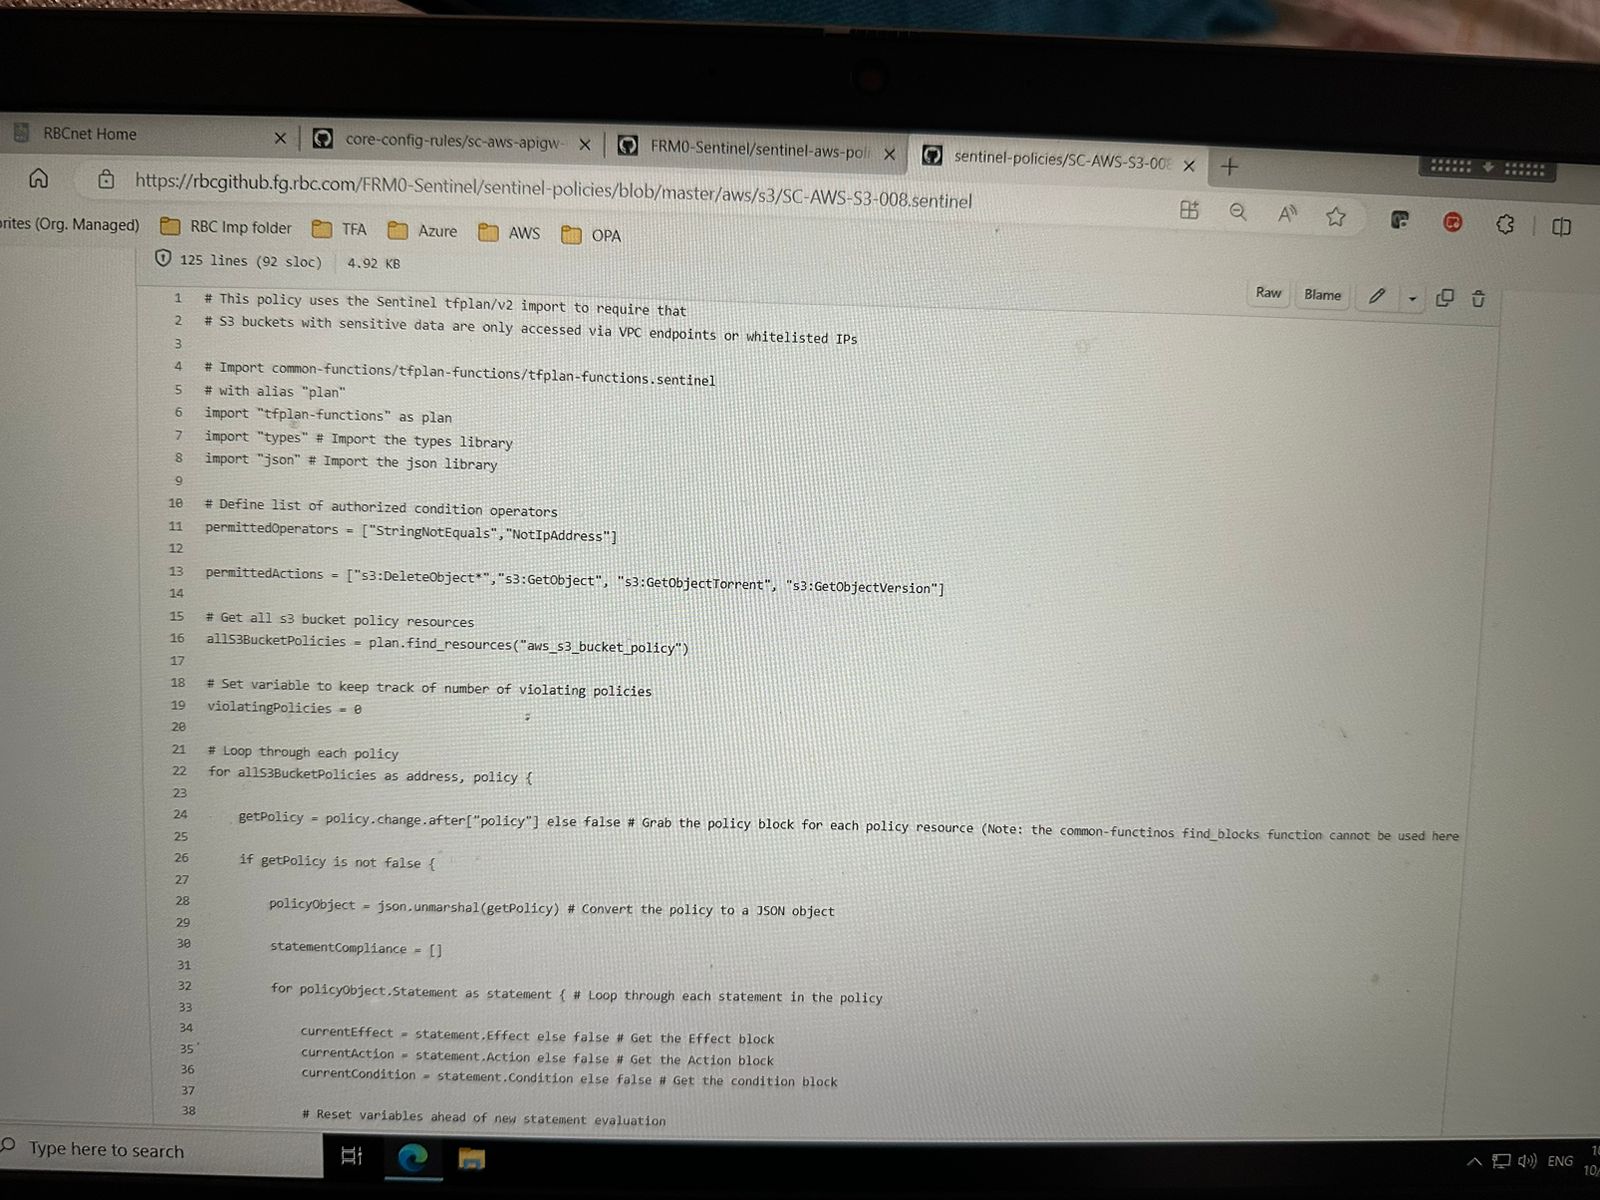 RBCnet Home
core-config-rules/sc-aws-apigw-
FRM0-Sentinel/sentinel-aws-poli
sentinel-policies/SC-AWS-S3-008
https://rbcgithub.fg.rbc.com/FRM0-Sentinel/sentinel-policies/blob/master/aws/s3/SC-AWS-S3-008.sentinel
rites (Org. Managed) RBC Imp folder TFA Azure AWS OPA
125 lines (92 sloc) 4.92 KB
Raw Blame
1 # This policy uses the Sentinel tfplan/v2 import to require that
2 # S3 buckets with sensitive data are only accessed via VPC endpoints or whitelisted IPs
3
4 # Import common-functions/tfplan-functions/tfplan-functions.sentinel
5 # with alias "plan"
6 import "tfplan-functions" as plan
7 import "types" # Import the types library
8 import "json" # Import the json library
9
10 # Define list of authorized condition operators
11 permittedOperators = ["StringNotEquals","NotIpAddress"]
12
13 permittedActions = ["s3:DeleteObject*","s3:GetObject", "s3:GetObjectTorrent", "s3:GetObjectVersion"]
14
15 # Get all s3 bucket policy resources
16 allS3BucketPolicies = plan.find_resources("aws_s3_bucket_policy")
17
18 # Set variable to keep track of number of violating policies
19 violatingPolicies = 0
20
21 # Loop through each policy
22 for allS3BucketPolicies as address, policy {
23
24 getPolicy = policy.change.after["policy"] else false # Grab the policy block for each policy resource (Note: the common-functinos find_blocks function cannot be used here
25
26 if getPolicy is not false {
27
28 policyObject = json.unmarshal(getPolicy) # Convert the policy to a JSON object
29
30 statementCompliance = []
31
32 for policyObject.Statement as statement { # Loop through each statement in the policy
33
34 currentEffect = statement.Effect else false # Get the Effect block
35 currentAction = statement.Action else false # Get the Action block
36 currentCondition = statement.Condition else false # Get the condition block
37
38 # Reset variables ahead of new statement evaluation
Type here to search
ENG